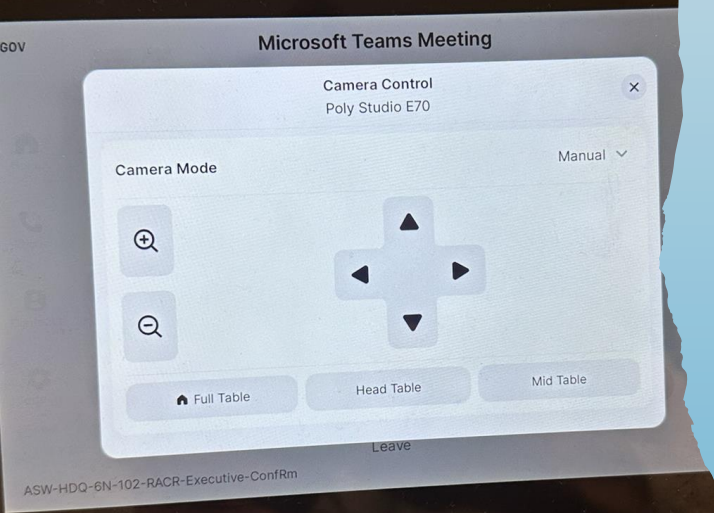 GOV
Microsoft Teams Meeting
Camera Control
Poly Studio E70
Camera Mode
Manual
Full Table
Head Table
Mid Table
Leave
ASW-HDQ-6N-102-RACR-Executive-ConfRm